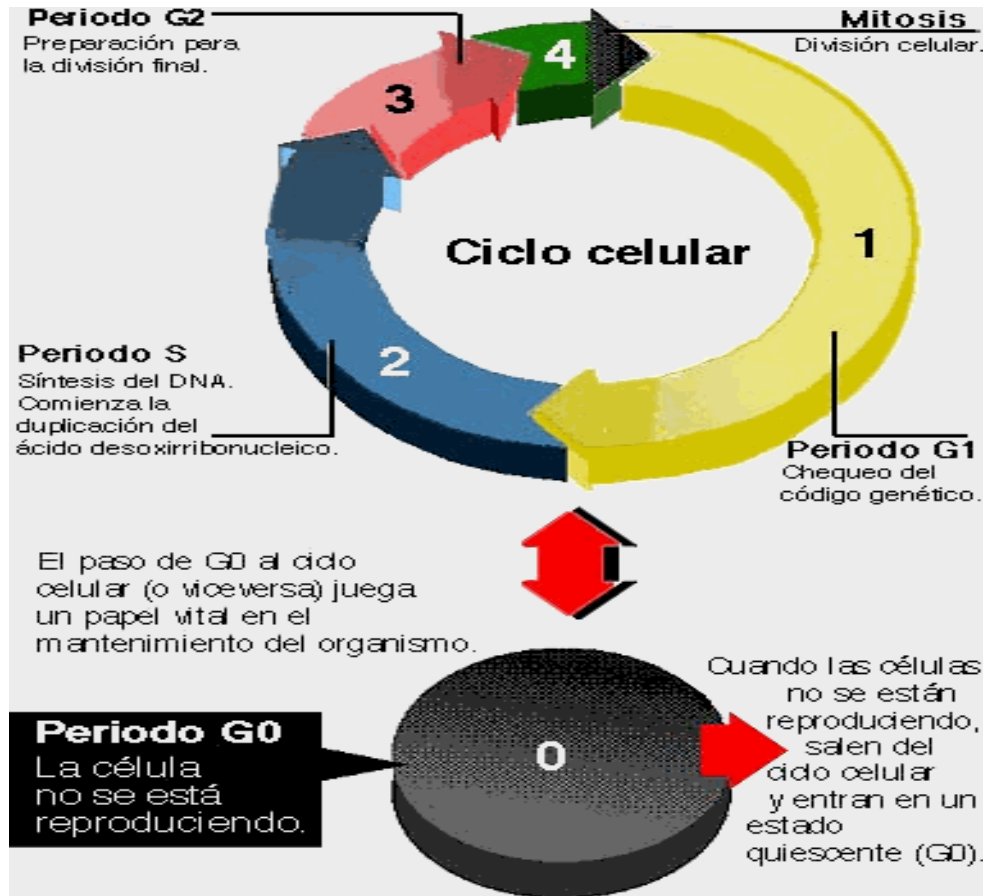 Periodo G2
Preparación para
la división final.
Mitosis
División celular.
4
3
Ciclo celular
1
2
Periodo S
Síntesis del DNA.
Comienza la
duplicación del
ácido desoxirribonucleico.
Periodo G1
Chequeo del
código genético.
El paso de G0 al ciclo
celular (o viceversa) juega
un papel vital en el
mantenimiento del organismo.
Periodo G0
La célula
no se está
reproduciendo.
0
Cuando las células
no se están
reproduciendo,
salen del
ciclo celular
y entran en un
estado
quiescente (G0).